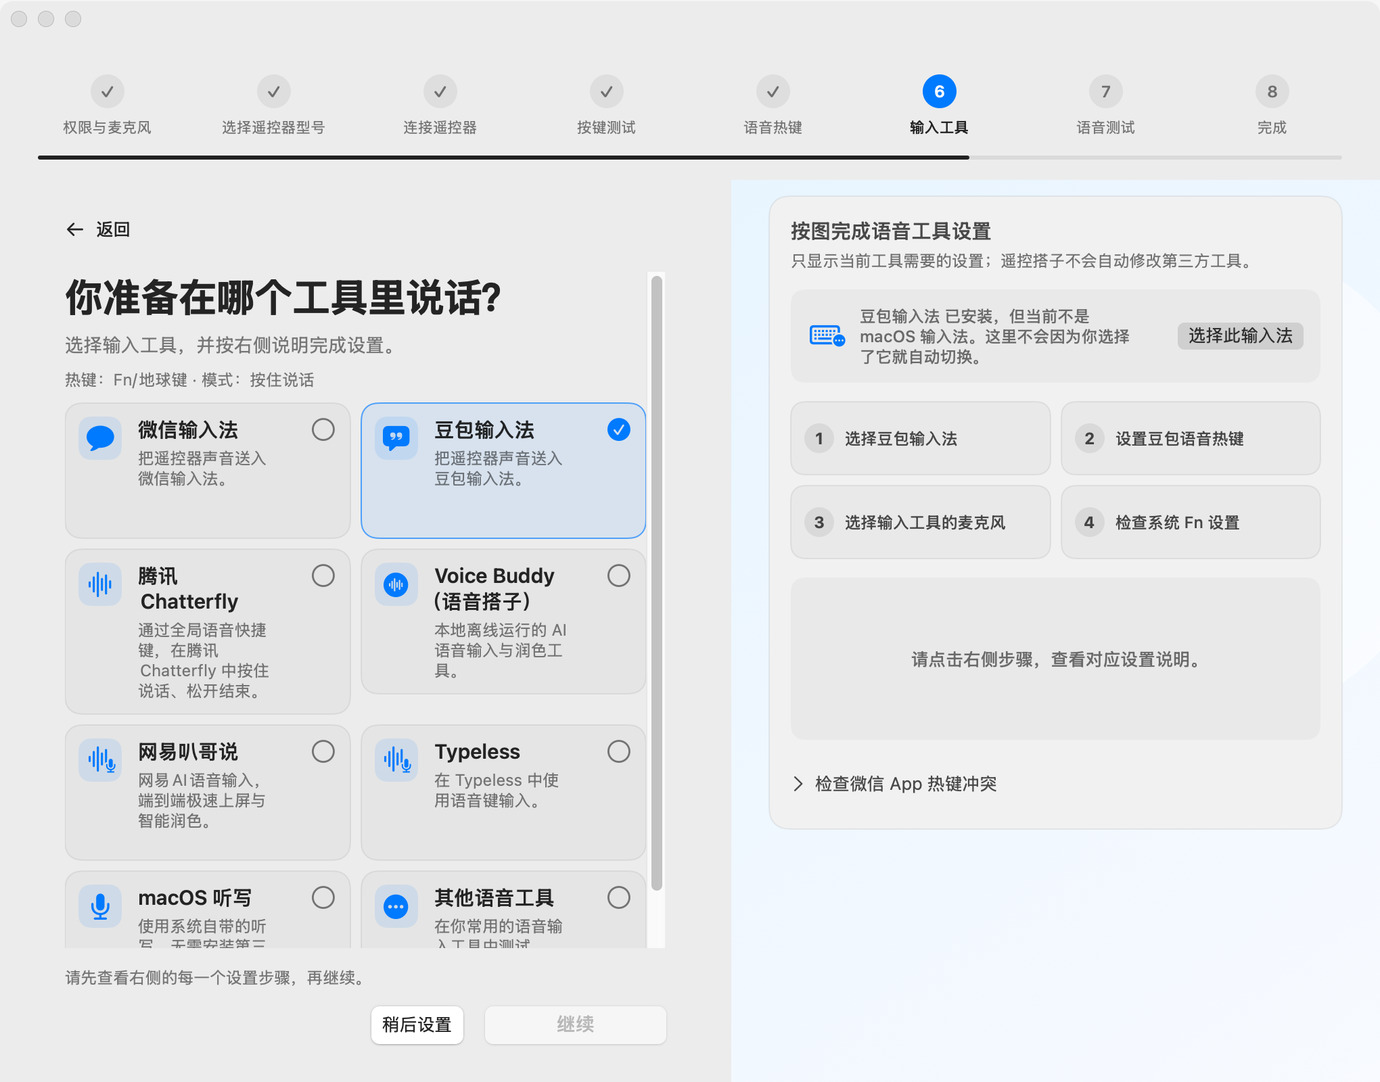 权限与麦克风
选择遥控器型号
连接遥控器
按键测试
语音热键
6
输入工具
7
语音测试
8
完成
返回
你准备在哪个工具里说话?
选择输入工具，并按右侧说明完成设置。
热键：Fn/地球键 · 模式：按住说话
微信输入法
把遥控器声音送入
微信输入法。
豆包输入法
把遥控器声音送入
豆包输入法。
腾讯
Chatterfly
通过全局语音快捷
键，在腾讯
Chatterfly 中按住
说话、松开结束。
Voice Buddy
（语音搭子）
本地离线运行的 AI
语音输入与润色工
具。
网易叭哥说
网易 AI 语音输入，
端到端极速上屏与
智能润色。
Typeless
在 Typeless 中使
用语音键输入。
macOS 听写
使用系统自带的听
写，无需安装第三
其他语音工具
在你常用的语音输
入工具中测试
请先查看右侧的每一个设置步骤，再继续。
稍后设置
继续
按图完成语音工具设置
只显示当前工具需要的设置；遥控搭子不会自动修改第三方工具。
豆包输入法 已安装，但当前不是
macOS 输入法。这里不会因为你选择
了它就自动切换。
选择此输入法
1 选择豆包输入法
2 设置豆包语音热键
3 选择输入工具的麦克风
4 检查系统 Fn 设置
请点击右侧步骤，查看对应设置说明。
检查微信 App 热键冲突